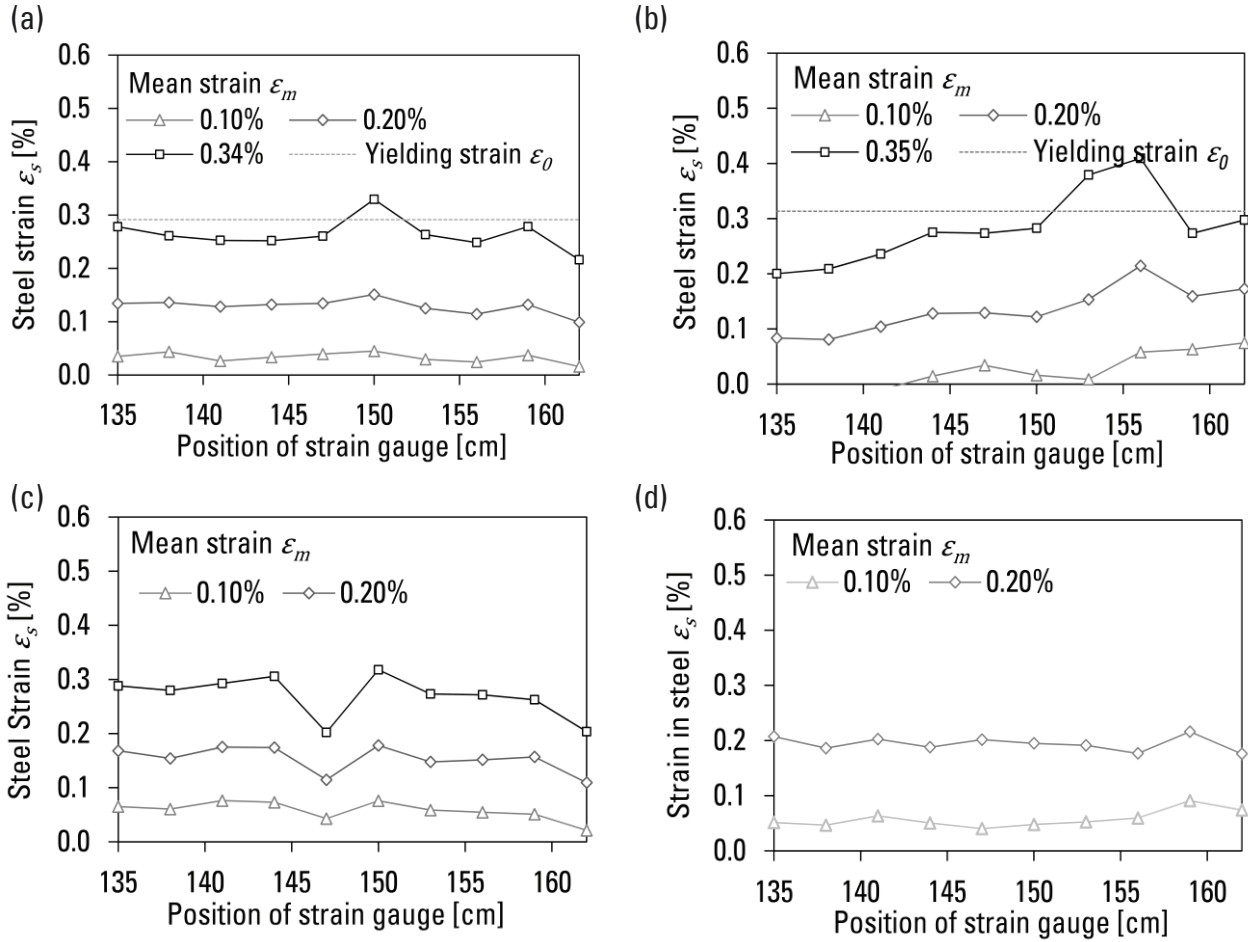 (a)
0.6
0.5
0.4
0.3
0.2
0.1
0.0
Steel strain εs [%]
Mean strain εm
0.10% 0.20%
0.34% Yielding strain ε0
135 140 145 150 155 160
Position of strain gauge [cm]
(b)
0.6
0.5
0.4
0.3
0.2
0.1
0.0
Steel strain εs [%]
Mean strain εm
0.10% 0.20%
0.35% Yielding strain ε0
135 140 145 150 155 160
Position of strain gauge [cm]
(c)
0.6
0.5
0.4
0.3
0.2
0.1
0.0
Steel Strain εs [%]
Mean strain εm
0.10% 0.20%
135 140 145 150 155 160
Position of strain gauge [cm]
(d)
0.6
0.5
0.4
0.3
0.2
0.1
0.0
Strain in steel εs [%]
Mean strain εm
0.10% 0.20%
135 140 145 150 155 160
Position of strain gauge [cm]